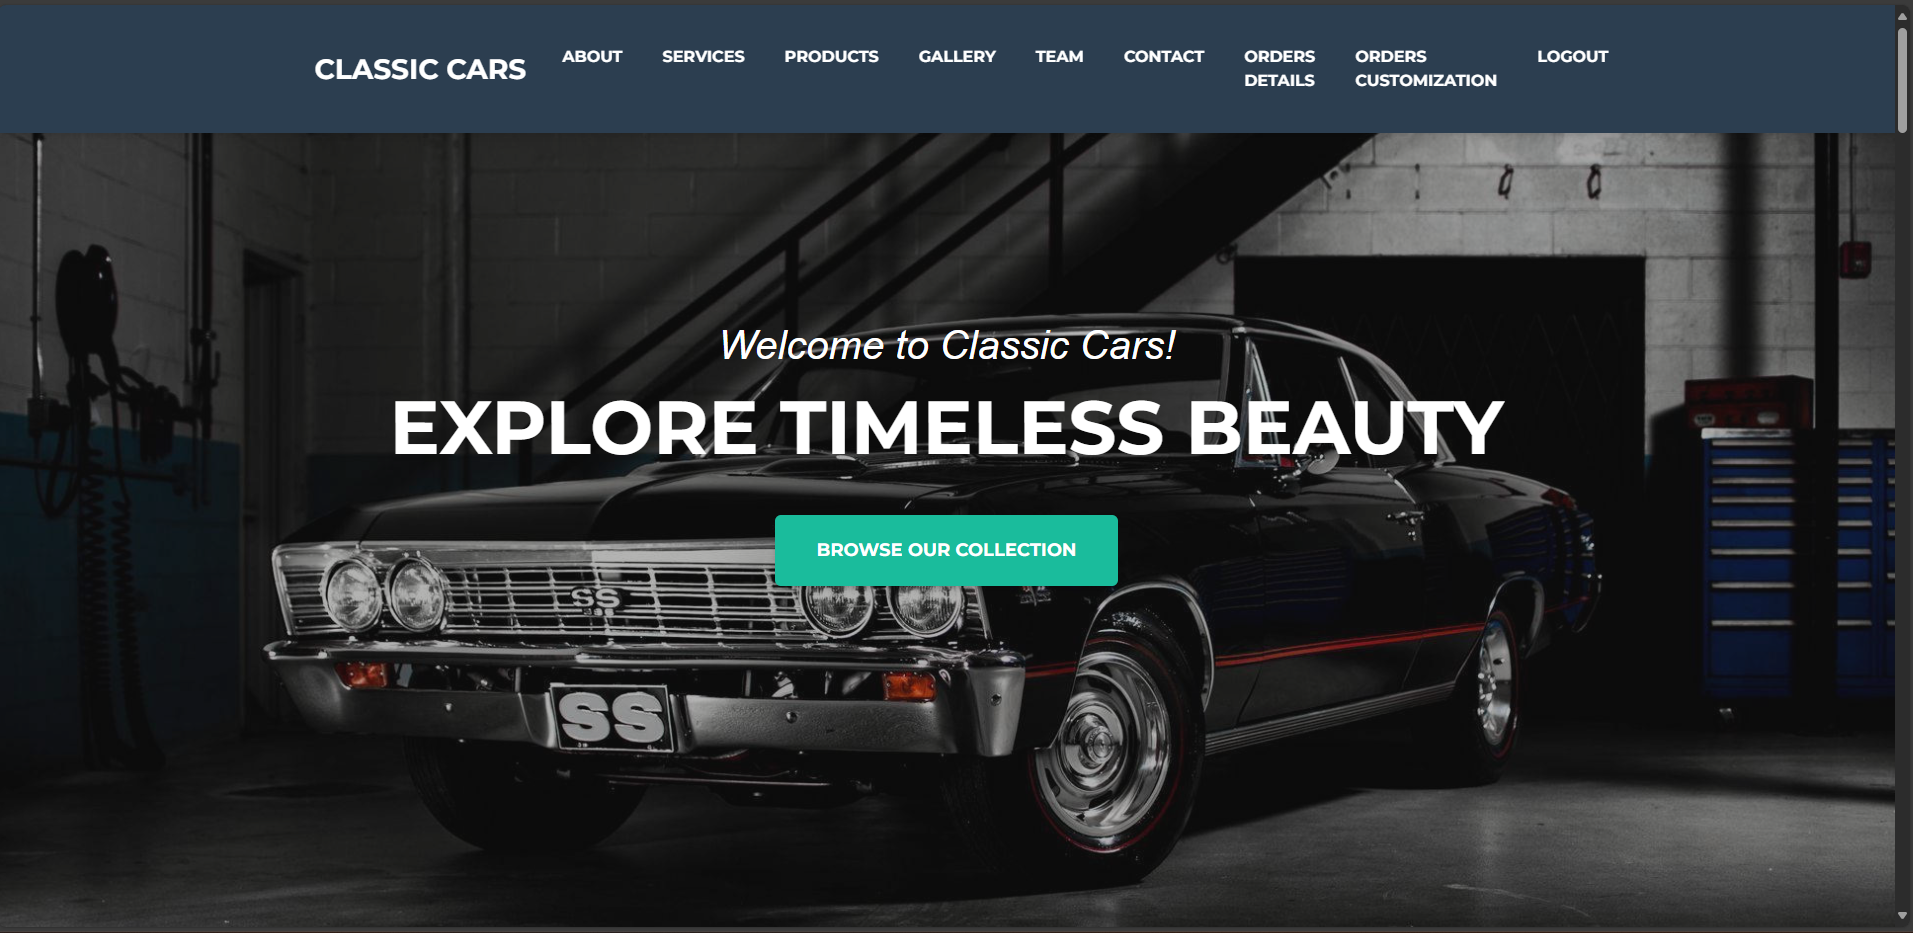 CLASSIC CARS
ABOUT
SERVICES
PRODUCTS
GALLERY
TEAM
CONTACT
ORDERS
DETAILS
ORDERS
CUSTOMIZATION
LOGOUT
Welcome to Classic Cars!
EXPLORE TIMELESS BEAUTY
BROWSE OUR COLLECTION
SS
396
SS